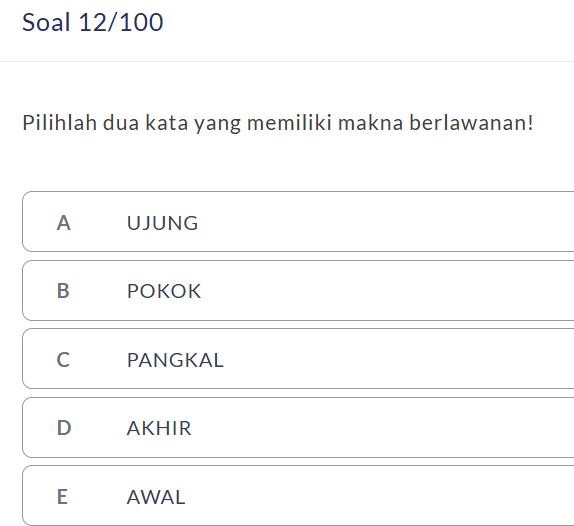 Soal 12/100
Pilihlah dua kata yang memiliki makna berlawanan!
A UJUNG
B POKOK
C PANGKAL
D AKHIR
E AWAL